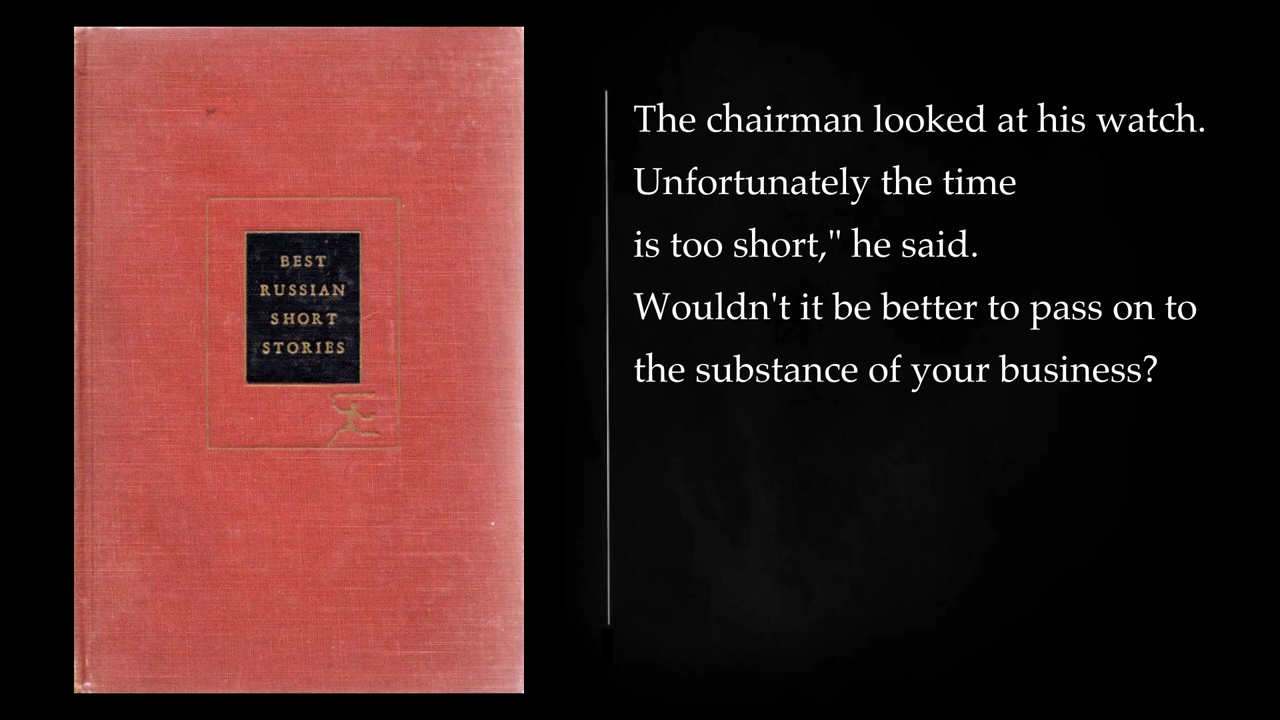 BEST
RUSSIAN
SHORT
STORIES
The chairman looked at his watch.
Unfortunately the time
is too short," he said.
Wouldn't it be better to pass on to
the substance of your business?